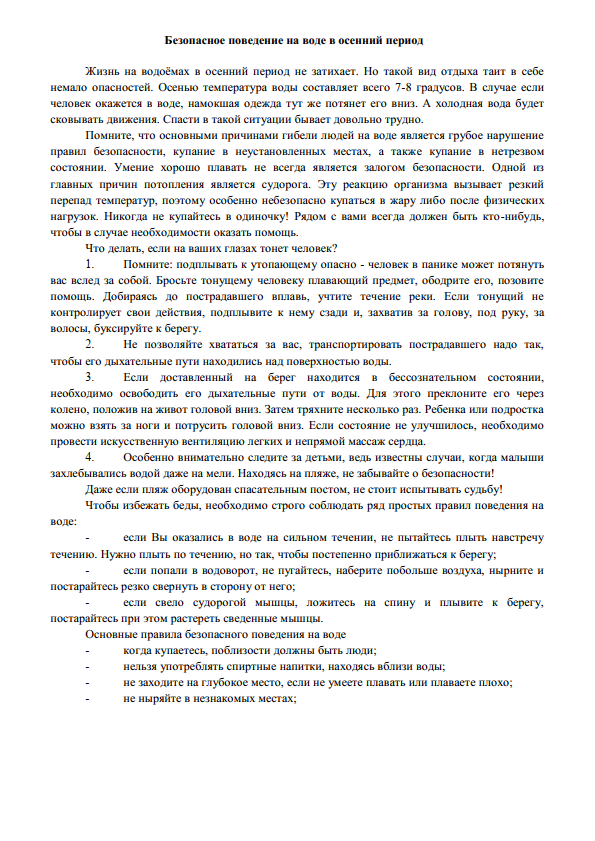 Безопасное поведение на воде в осенний период
Жизнь на водоёмах в осенний период не затихает. Но такой вид отдыха таит в себе
немало опасностей. Осенью температура воды составляет всего 7-8 градусов. В случае если
человек окажется в воде, намокшая одежда тут же потянет его вниз. А холодная вода будет
сковывать движения. Спасти в такой ситуации бывает довольно трудно.
Помните, что основными причинами гибели людей на воде является грубое нарушение
правил безопасности, купание в неустановленных местах, а также купание в нетрезвом
состоянии. Умение хорошо плавать не всегда является залогом безопасности. Одной из
главных причин потопления является судорога. Эту реакцию организма вызывает резкий
перепад температур, поэтому особенно небезопасно купаться в жару либо после физических
нагрузок. Никогда не купайтесь в одиночку! Рядом с вами всегда должен быть кто-нибудь,
чтобы в случае необходимости оказать помощь.
Что делать, если на ваших глазах тонет человек?
1. Помните: подплывать к утопающему опасно - человек в панике может потянуть
вас вслед за собой. Бросьте тонущему человеку плавающий предмет, ободрите его, позовите
помощь. Добираясь до пострадавшего вплавь, учтите течение реки. Если тонущий не
контролирует свои действия, подплывите к нему сзади и, захватив за голову, под руку, за
волосы, буксируйте к берегу.
2. Не позволяйте хвататься за вас, транспортировать пострадавшего надо так,
чтобы его дыхательные пути находились над поверхностью воды.
3. Если доставленный на берег находится в бессознательном состоянии,
необходимо освободить его дыхательные пути от воды. Для этого преклоните его через
колено, положив на живот головой вниз. Затем тряхните несколько раз. Ребенка или подростка
можно взять за ноги и потрусить головой вниз. Если состояние не улучшилось, необходимо
провести искусственную вентиляцию легких и непрямой массаж сердца.
4. Особенно внимательно следите за детьми, ведь известны случаи, когда малыши
захлебывались водой даже на мели. Находясь на пляже, не забывайте о безопасности!
Даже если пляж оборудован спасательным постом, не стоит испытывать судьбу!
Чтобы избежать беды, необходимо строго соблюдать ряд простых правил поведения на
воде:
- если Вы оказались в воде на сильном течении, не пытайтесь плыть навстречу
течению. Нужно плыть по течению, но так, чтобы постепенно приближаться к берегу;
- если попали в водоворот, не пугайтесь, наберите побольше воздуха, нырните и
постарайтесь резко свернуть в сторону от него;
- если свело судорогой мышцы, ложитесь на спину и плывите к берегу,
постарайтесь при этом растереть сведенные мышцы.
Основные правила безопасного поведения на воде
- когда купаетесь, поблизости должны быть люди;
- нельзя употреблять спиртные напитки, находясь вблизи воды;
- не заходите на глубокое место, если не умеете плавать или плаваете плохо;
- не ныряйте в незнакомых местах;